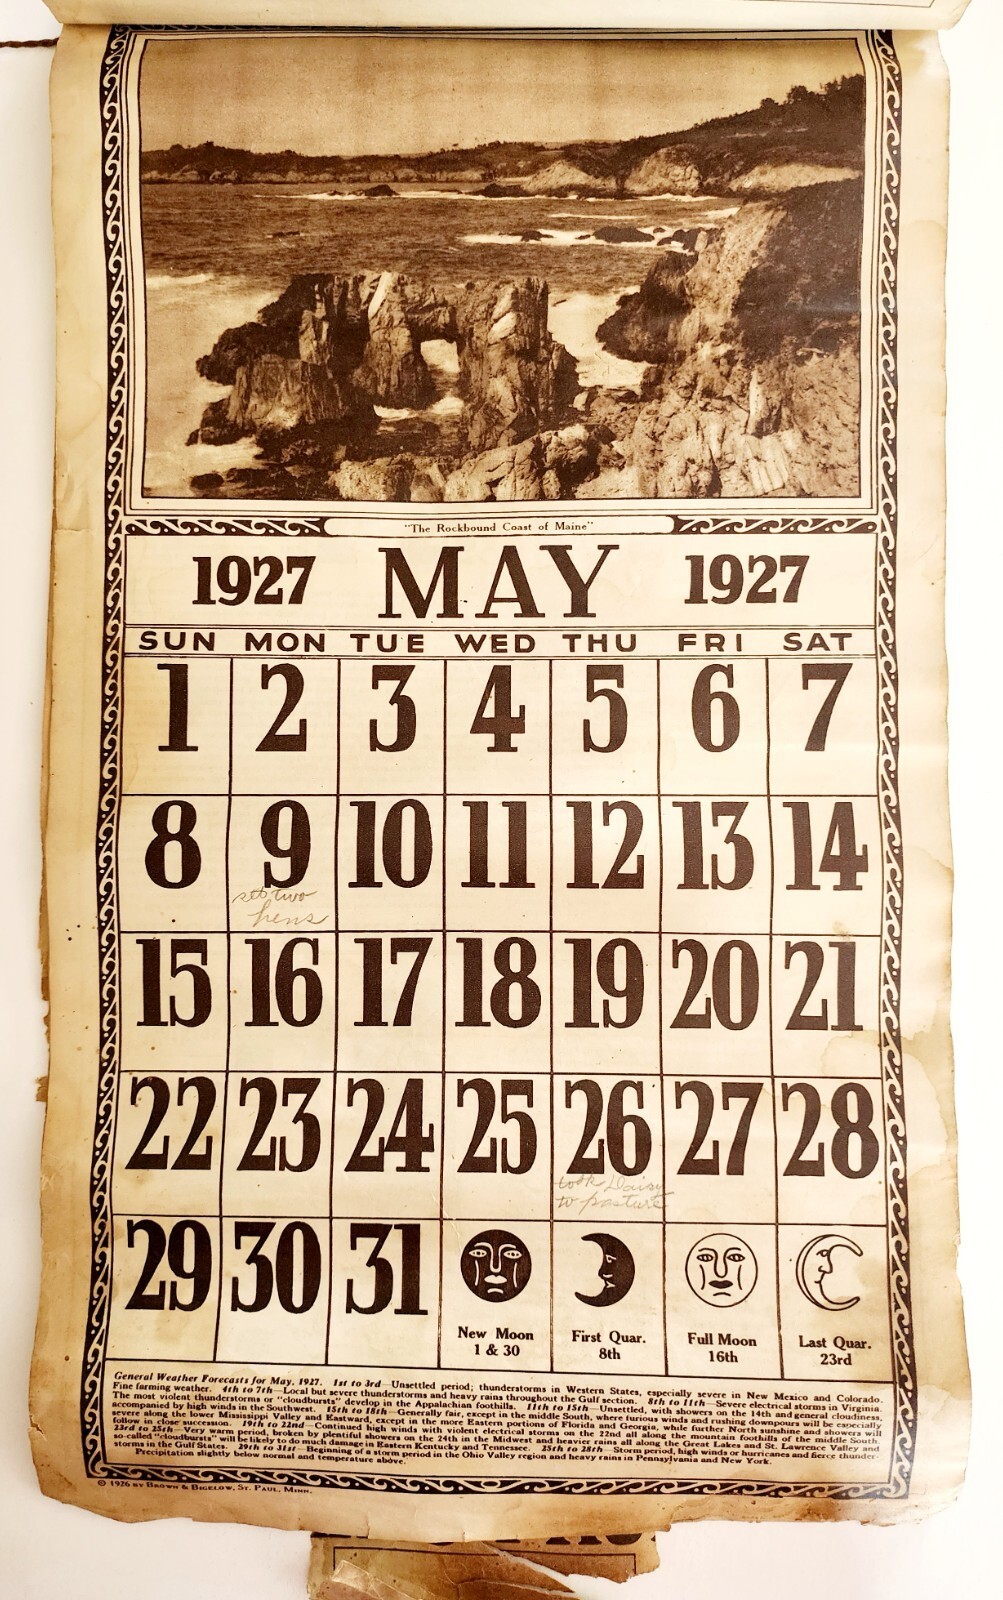 "The Rockbound Coast of Maine"
1927 MAY 1927
SUN MON TUE WED THU FRI SAT
1 2 3 4 5 6 7
8 9 10 11 12 13 14
set two
hens
15 16 17 18 19 20 21
22 23 24 25 26 27 28
took Daisy
to pasture
29 30 31
New Moon First Quar. Full Moon Last Quar.
1 & 30 8th 16th 23rd
General Weather Forecasts for May, 1927. 1st to 3rd—Unsettled period; thunderstorms in Western States, especially severe in New Mexico and Colorado.
Fine farming weather. 4th to 7th—Local but severe thunderstorms and heavy rains throughout the Gulf section. 8th to 11th—Severe electrical storms in Virginia.
The most violent thunderstorms or "cloudbursts" develop in the Appalachian foothills. 11th to 15th—Unsettled, with showers on the 14th and general cloudiness,
accompanied by high winds in the Southwest. 15th to 18th—Generally fair, except in the middle South, where furious winds and rushing downpours will be especially
severe along the lower Mississippi Valley and Eastward, except in the more Eastern portions of Florida and Georgia, while further North sunshine and showers will
follow in close succession. 19th to 22nd—Continued high winds with violent electrical storms on the 22nd all along the mountain foothills of the middle South.
23rd to 25th—Very warm period, broken by plentiful showers on the 24th in the Midwest and heavier rains all along the Great Lakes and St. Lawrence Valley and
so-called "cloudbursts" will be likely to do much damage in Eastern Kentucky and Tennessee. 25th to 28th—Storm period, high winds or hurricanes and fierce thunder-
storms in the Gulf States. 29th to 31st—Beginning of a storm period in the Ohio Valley region and heavy rains in Pennsylvania and New York.
Precipitation slightly below normal and temperature above.
© 1926 by Brown & Bigelow, St. Paul, Minn.